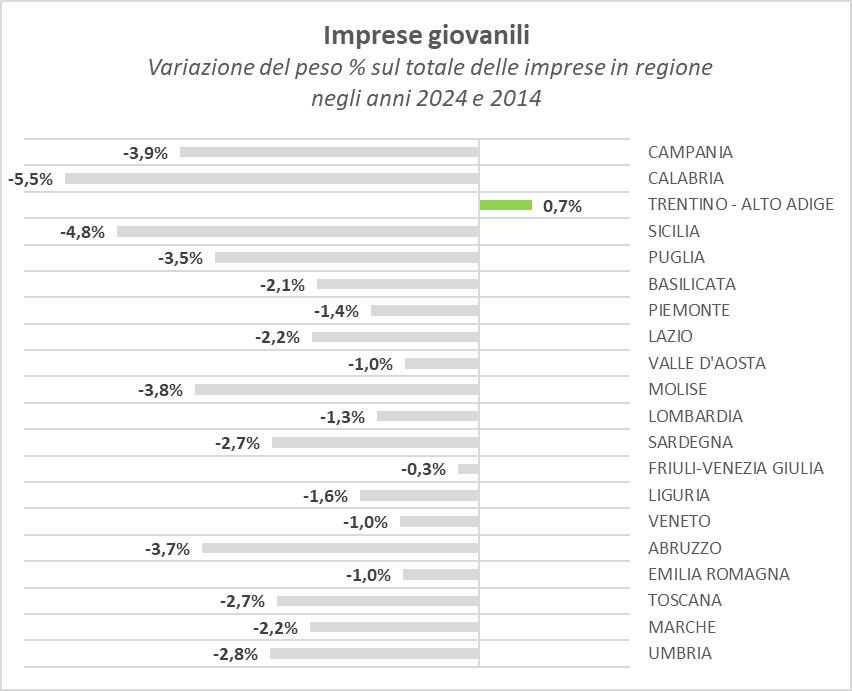 Imprese giovanili
Variazione del peso % sul totale delle imprese in regione
negli anni 2024 e 2014
-3,9% CAMPANIA
-5,5% CALABRIA
0,7% TRENTINO - ALTO ADIGE
-4,8% SICILIA
-3,5% PUGLIA
-2,1% BASILICATA
-1,4% PIEMONTE
-2,2% LAZIO
-1,0% VALLE D'AOSTA
-3,8% MOLISE
-1,3% LOMBARDIA
-2,7% SARDEGNA
-0,3% FRIULI-VENEZIA GIULIA
-1,6% LIGURIA
-1,0% VENETO
-3,7% ABRUZZO
-1,0% EMILIA ROMAGNA
-2,7% TOSCANA
-2,2% MARCHE
-2,8% UMBRIA